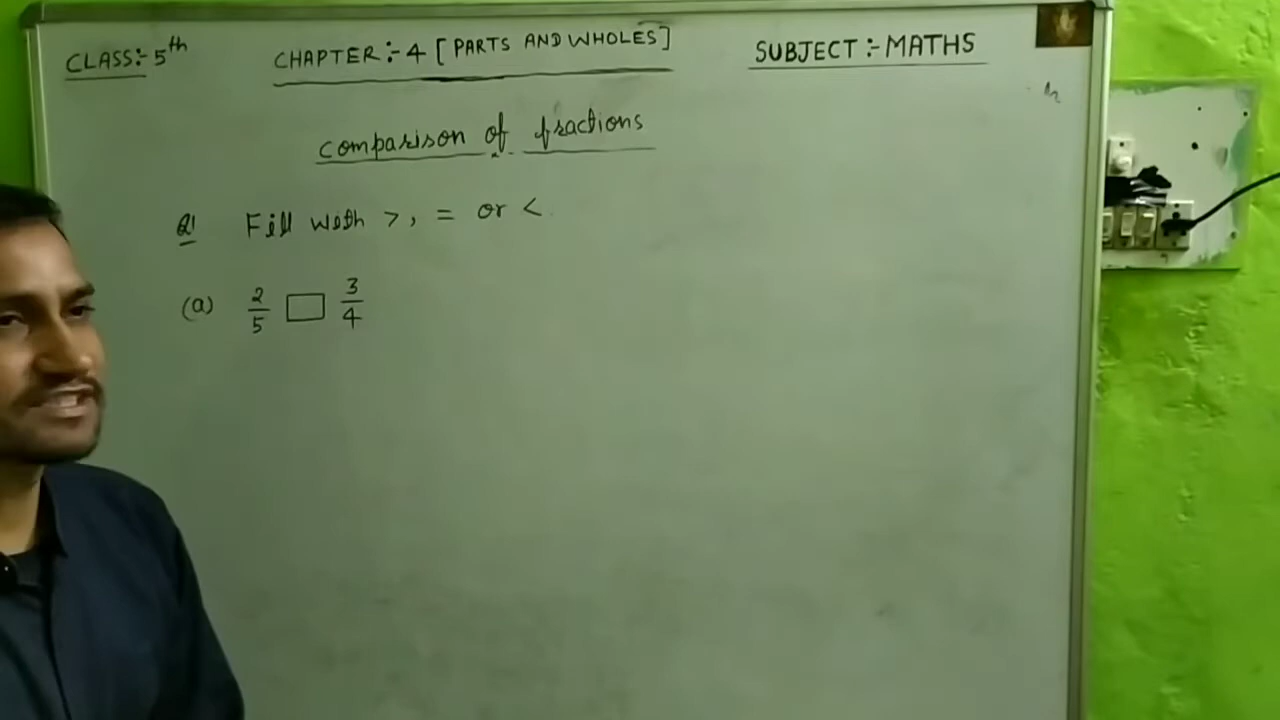 CLASS:- 5th CHAPTER:- 4 [PARTS AND WHOLES] SUBJECT:- MATHS
Comparison of fractions
Q1 Fill with >, = or <
(a) 2/5 □ 3/4